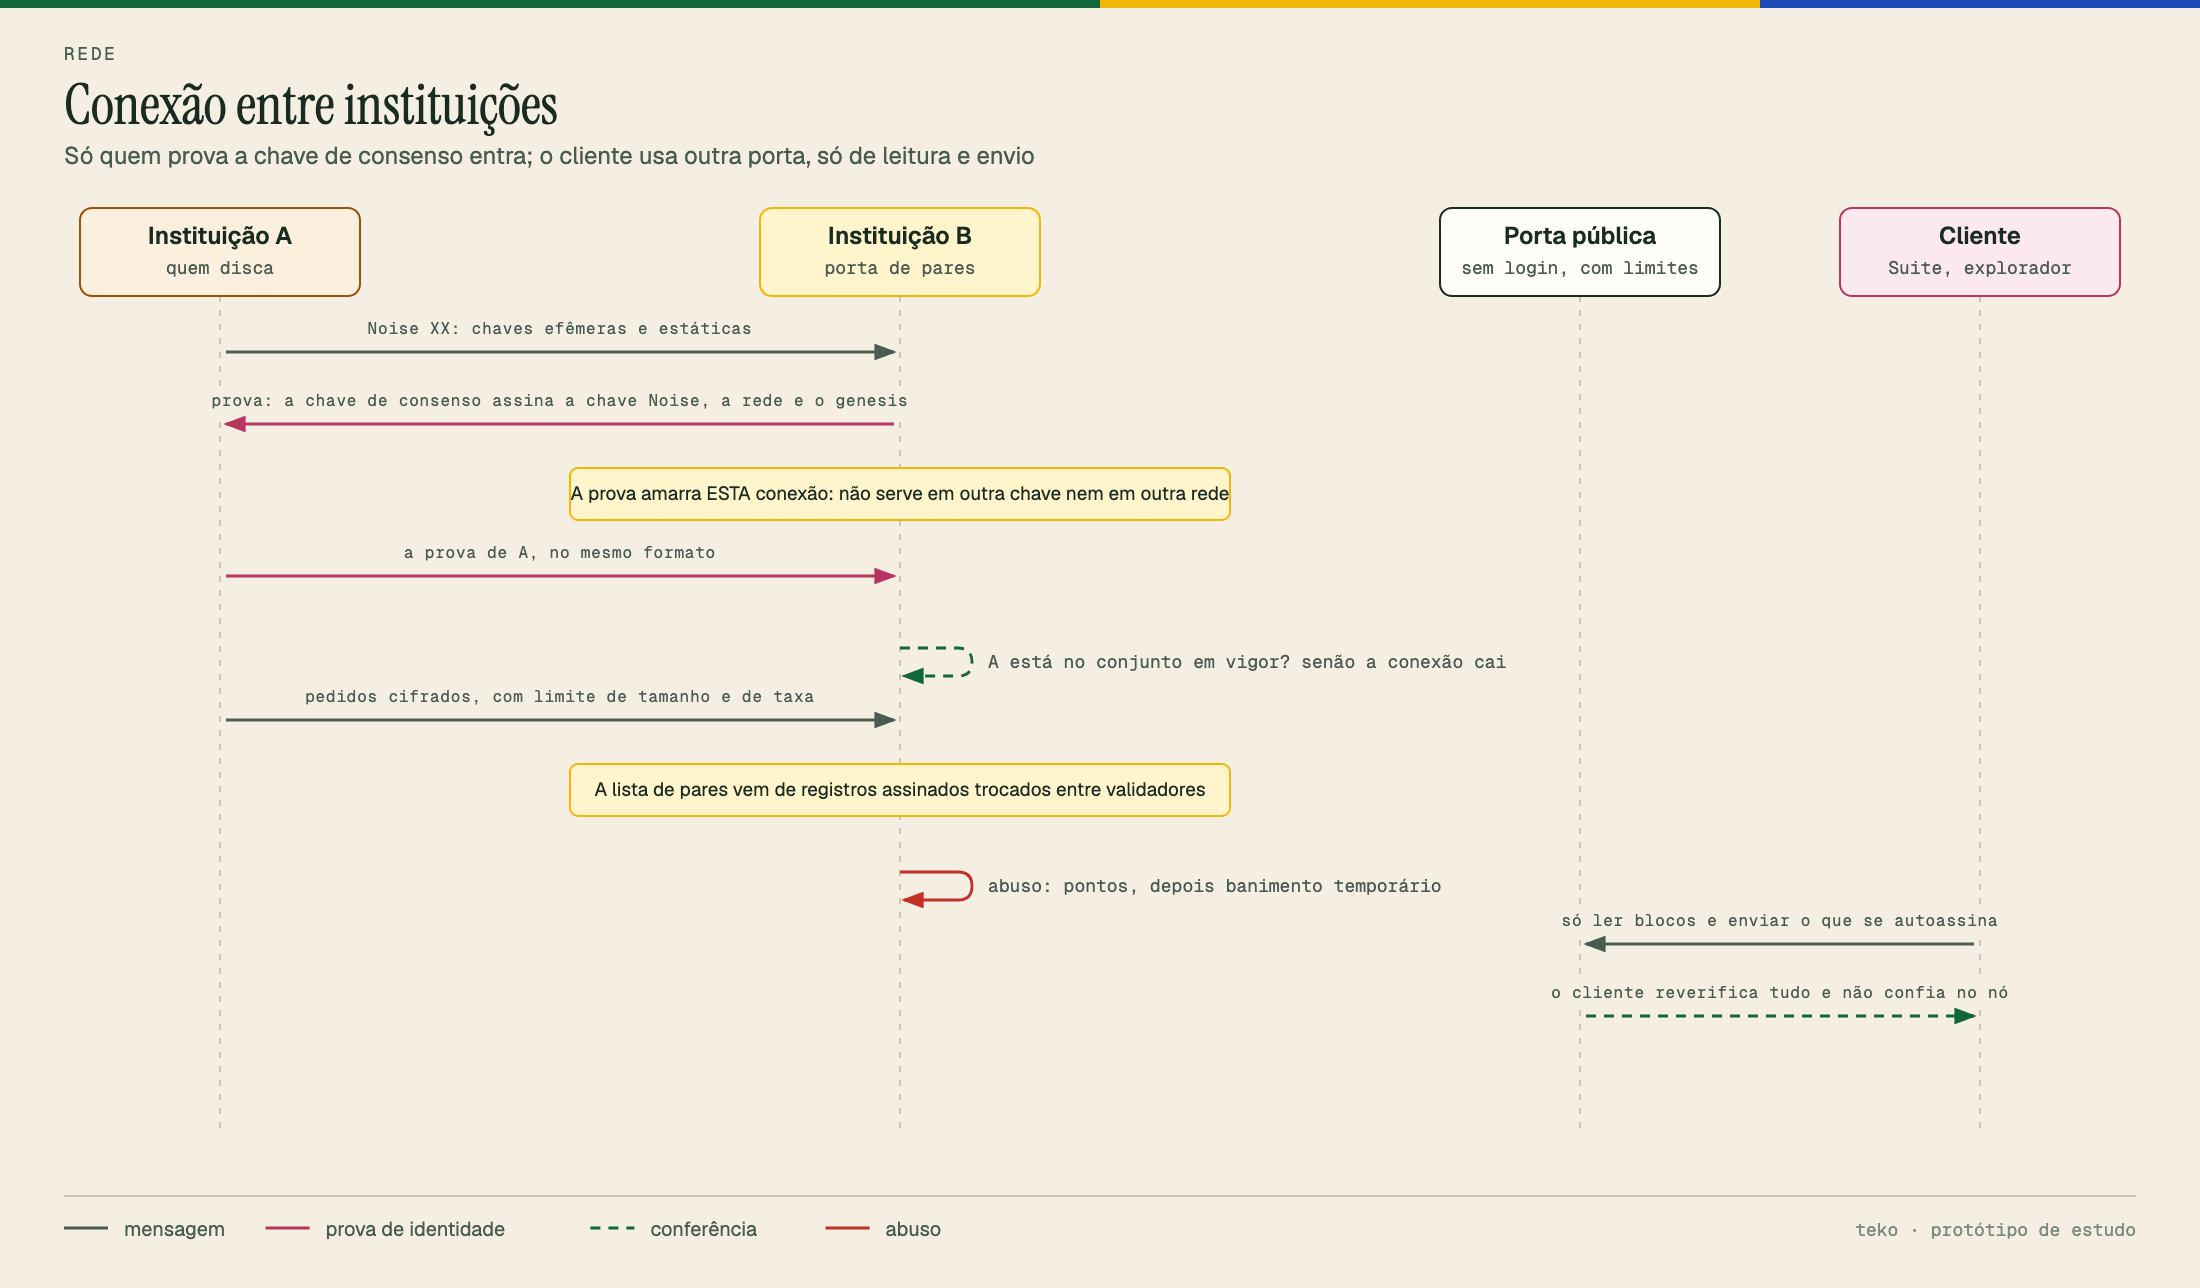 REDE
Conexão entre instituições
Só quem prova a chave de consenso entra; o cliente usa outra porta, só de leitura e envio
Instituição A
quem disca
Instituição B
porta de pares
Porta pública
sem login, com limites
Cliente
Suite, explorador
Noise XX: chaves efêmeras e estáticas
prova: a chave de consenso assina a chave Noise, a rede e o genesis
A prova amarra ESTA conexão: não serve em outra chave nem em outra rede
a prova de A, no mesmo formato
A está no conjunto em vigor? senão a conexão cai
pedidos cifrados, com limite de tamanho e de taxa
A lista de pares vem de registros assinados trocados entre validadores
abuso: pontos, depois banimento temporário
só ler blocos e enviar o que se autoassina
o cliente reverifica tudo e não confia no nó
mensagem
prova de identidade
conferência
abuso
teko · protótipo de estudo